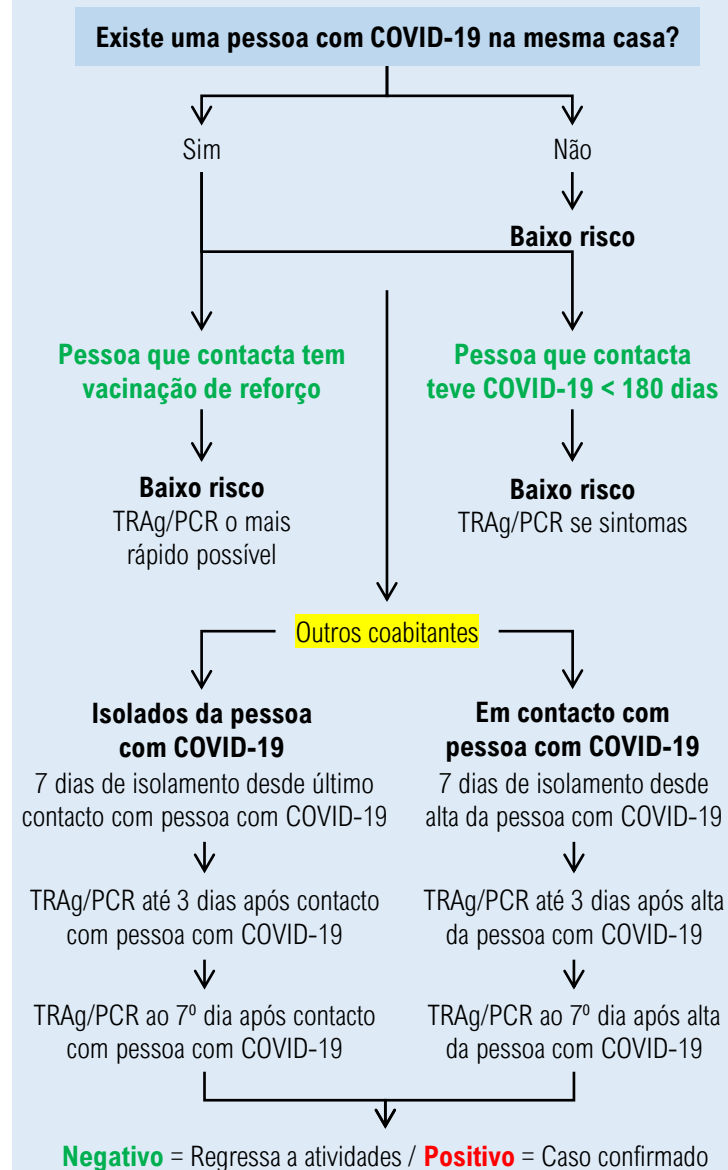 Existe uma pessoa com COVID-19 na mesma casa?
Sim
Não
Baixo risco
Pessoa que contacta tem
vacinação de reforço
Pessoa que contacta
teve COVID-19 < 180 dias
Baixo risco
TRAg/PCR o mais
rápido possível
Baixo risco
TRAg/PCR se sintomas
Outros coabitantes
Isolados da pessoa
com COVID-19
7 dias de isolamento desde último
contacto com pessoa com COVID-19
Em contacto com
pessoa com COVID-19
7 dias de isolamento desde
alta da pessoa com COVID-19
TRAg/PCR até 3 dias após contacto
com pessoa com COVID-19
TRAg/PCR até 3 dias após alta
da pessoa com COVID-19
TRAg/PCR ao 7º dia após contacto
com pessoa com COVID-19
TRAg/PCR ao 7º dia após alta
da pessoa com COVID-19
Negativo = Regressa a atividades / Positivo = Caso confirmado